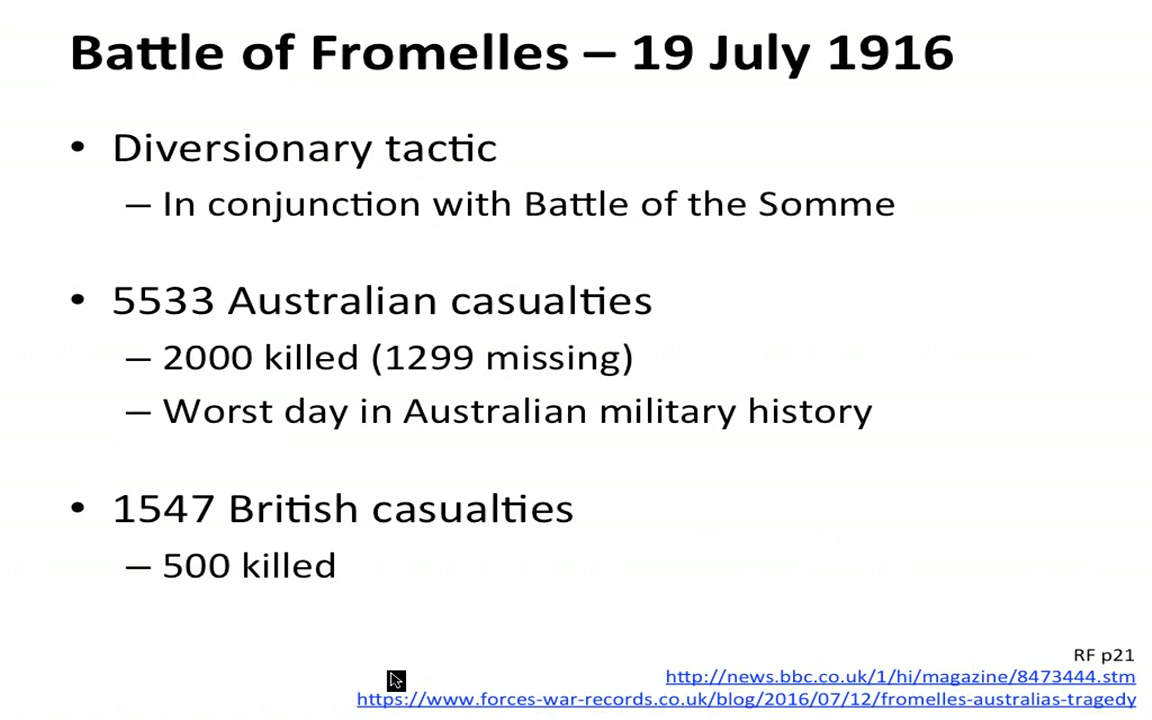 Battle of Fromelles – 19 July 1916
• Diversionary tactic
– In conjunction with Battle of the Somme
• 5533 Australian casualties
– 2000 killed (1299 missing)
– Worst day in Australian military history
• 1547 British casualties
– 500 killed
RF p21
http://news.bbc.co.uk/1/hi/magazine/8473444.stm
https://www.forces-war-records.co.uk/blog/2016/07/12/fromelles-australias-tragedy